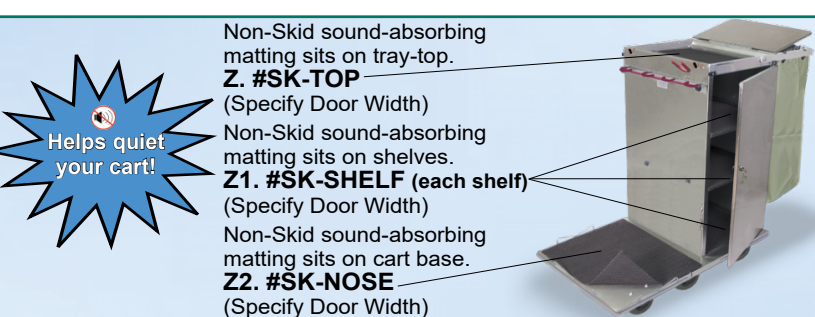 Non-Skid sound-absorbing
matting sits on tray-top.
Z. #SK-TOP
(Specify Door Width)
Helps quiet
your cart!
Non-Skid sound-absorbing
matting sits on shelves.
Z1. #SK-SHELF (each shelf)
(Specify Door Width)
Non-Skid sound-absorbing
matting sits on cart base.
Z2. #SK-NOSE
(Specify Door Width)